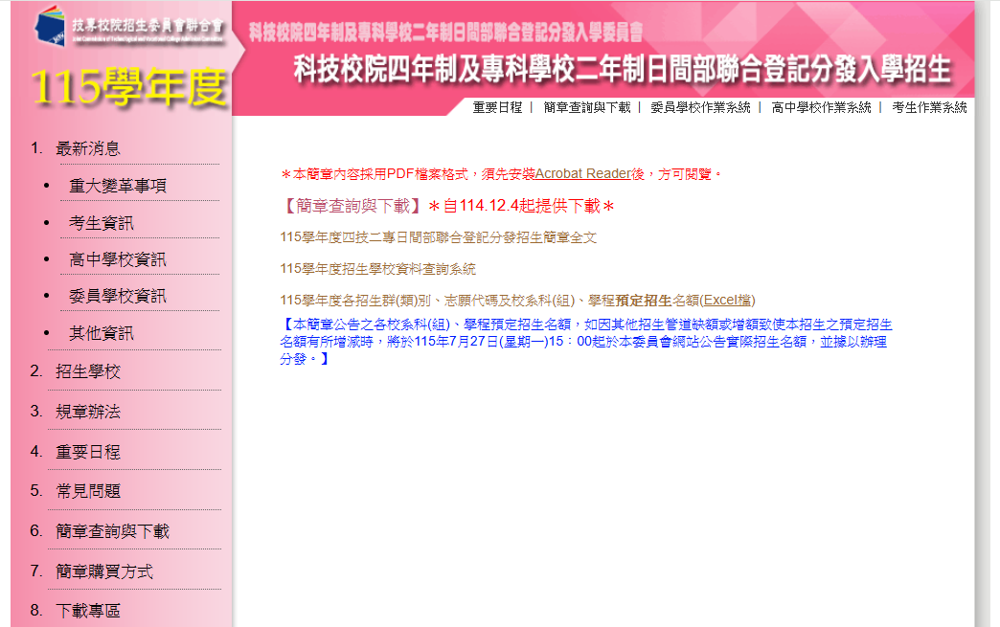 技專校院招生委員會聯合會
Joint Commission of Technological and Vocational College Admission Committee
115學年度
科技校院四年制及專科學校二年制日間部聯合登記分發入學委員會
科技校院四年制及專科學校二年制日間部聯合登記分發入學招生
重要日程 | 簡章查詢與下載 | 委員學校作業系統 | 高中學校作業系統 | 考生作業系統
1. 最新消息
• 重大變革事項
• 考生資訊
• 高中學校資訊
• 委員學校資訊
• 其他資訊
2. 招生學校
3. 規章辦法
4. 重要日程
5. 常見問題
6. 簡章查詢與下載
7. 簡章購買方式
8. 下載專區
＊本簡章內容採用PDF檔案格式，須先安裝Acrobat Reader後，方可閱覽。
【簡章查詢與下載】＊自114.12.4起提供下載＊
115學年度四技二專日間部聯合登記分發招生簡章全文
115學年度招生學校資料查詢系統
115學年度各招生群(類)別、志願代碼及校系科(組)、學程預定招生名額(Excel檔)
【本簡章公告之各校系科(組)、學程預定招生名額，如因其他招生管道缺額或增額致使本招生之預定招生
名額有所增減時，將於115年7月27日(星期一)15：00起於本委員會網站公告實際招生名額，並據以辦理
分發。】